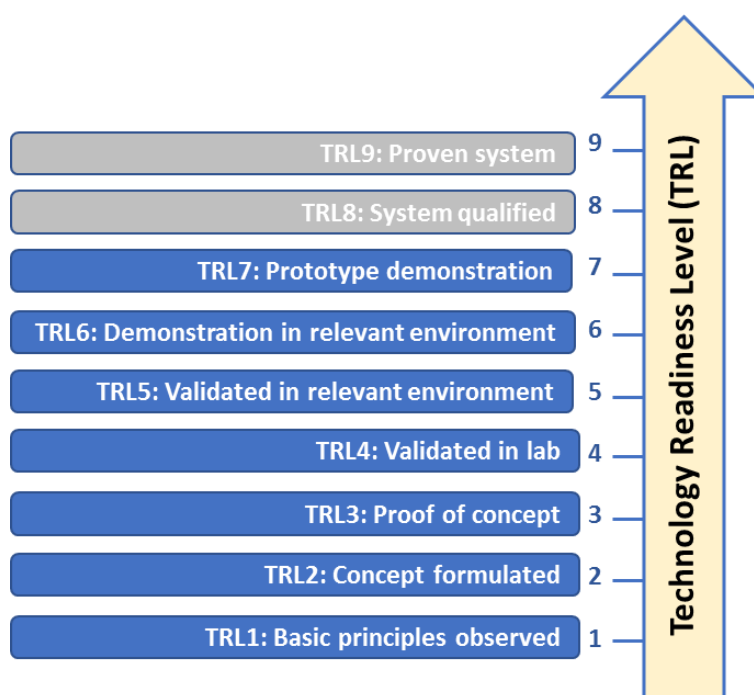 TRL9: Proven system
9
TRL8: System qualified
8
TRL7: Prototype demonstration
7
TRL6: Demonstration in relevant environment
6
TRL5: Validated in relevant environment
5
TRL4: Validated in lab
4
TRL3: Proof of concept
3
TRL2: Concept formulated
2
TRL1: Basic principles observed
1
Technology Readiness Level (TRL)